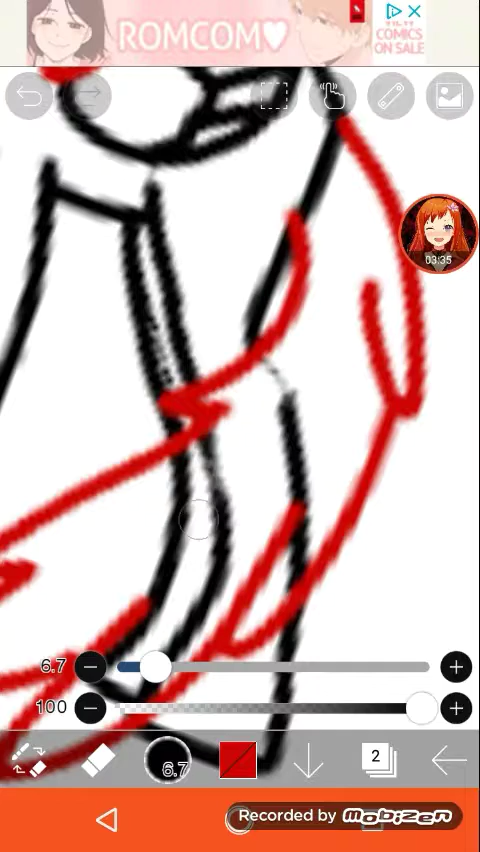 ROMCOM♥
COMICS
ON SALE
03:35
6.7
100
6.7
2
Recorded by MOBIZEN